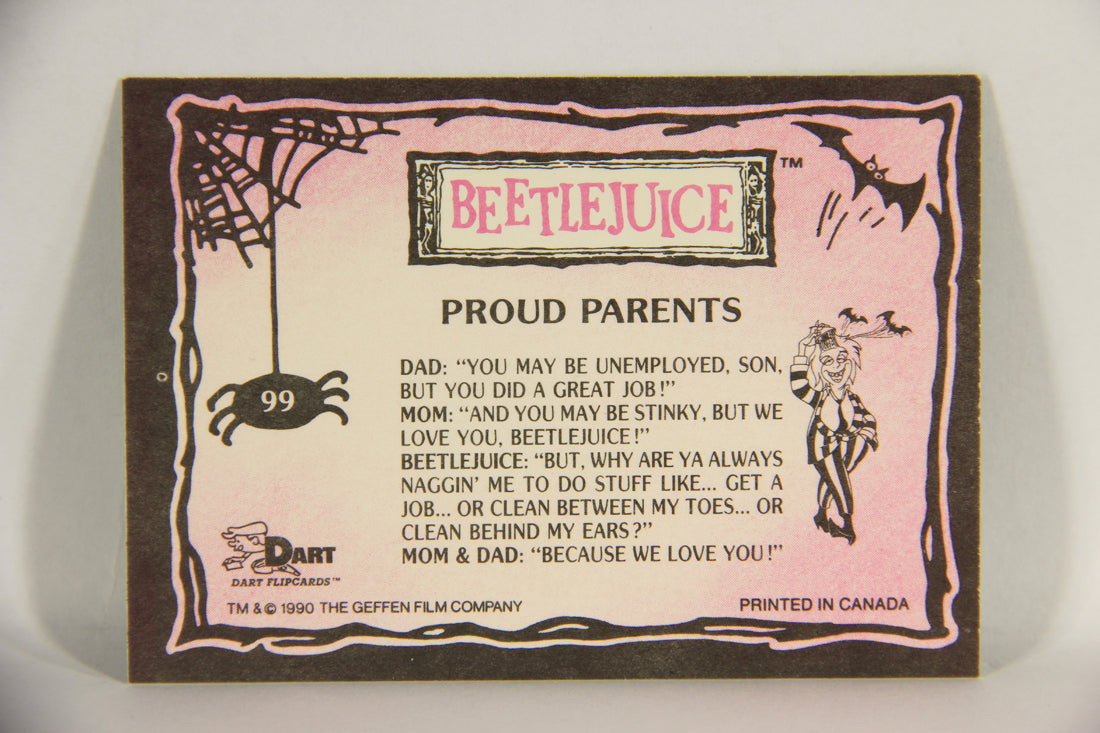 BEETLEJUICE™
PROUD PARENTS
DAD: “YOU MAY BE UNEMPLOYED, SON,
BUT YOU DID A GREAT JOB!”
MOM: “AND YOU MAY BE STINKY, BUT WE
LOVE YOU, BEETLEJUICE!”
BEETLEJUICE: “BUT, WHY ARE YA ALWAYS
NAGGIN’ ME TO DO STUFF LIKE... GET A
JOB... OR CLEAN BETWEEN MY TOES... OR
CLEAN BEHIND MY EARS?”
MOM & DAD: “BECAUSE WE LOVE YOU!”
99
DART
DART FLIPCARDS™
TM & © 1990 THE GEFFEN FILM COMPANY
PRINTED IN CANADA